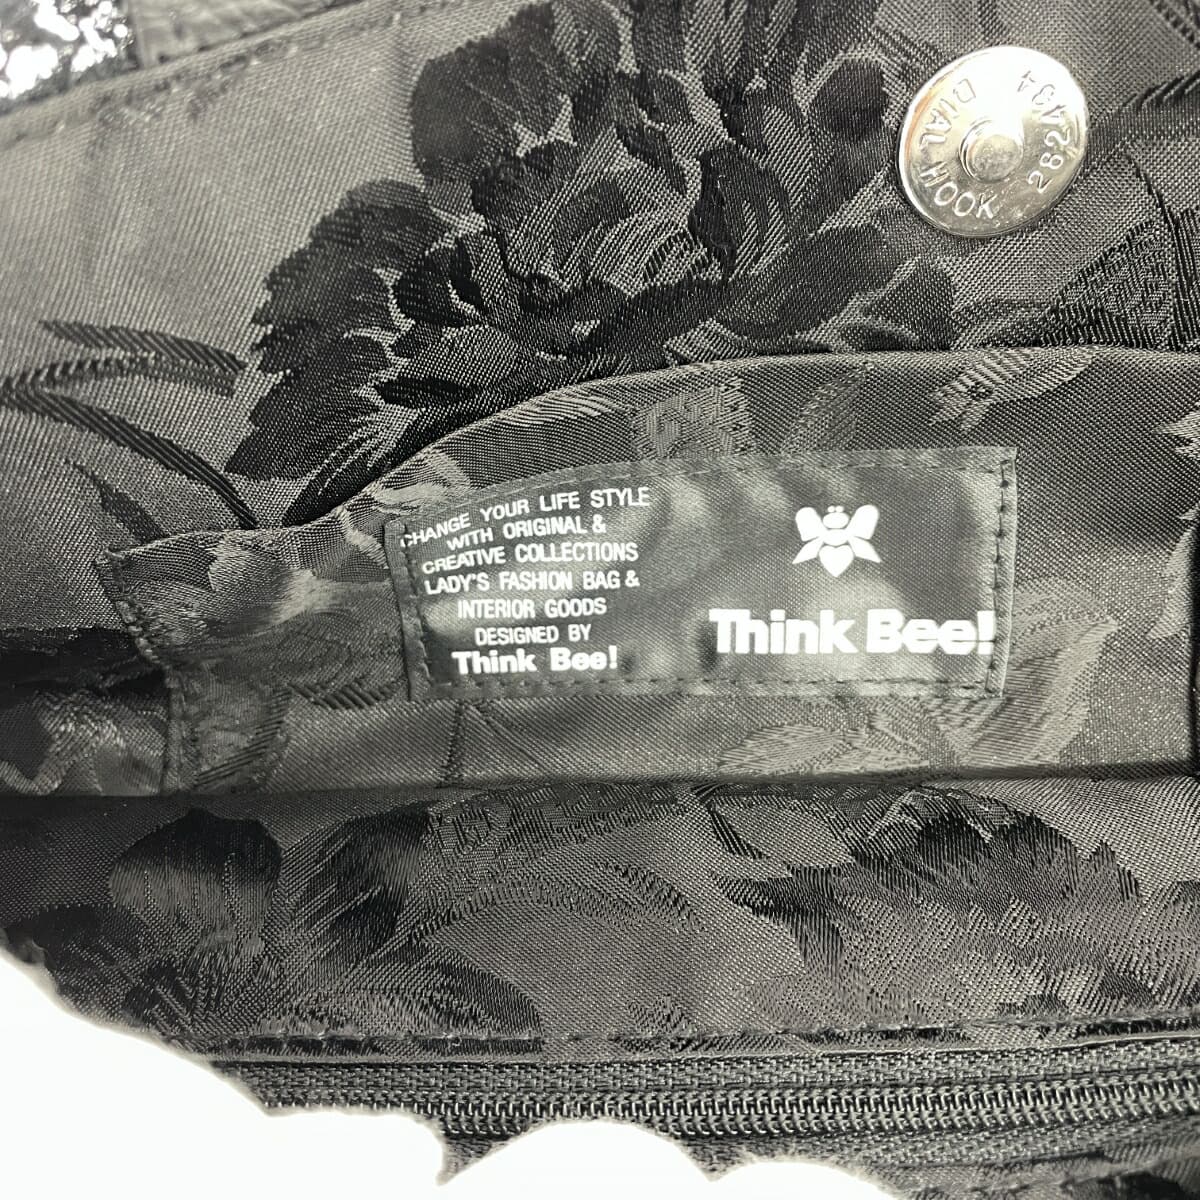 DIAL HOOK 282434
CHANGE YOUR LIFE STYLE
WITH ORIGINAL &
CREATIVE COLLECTIONS
LADY'S FASHION BAG &
INTERIOR GOODS
DESIGNED BY
Think Bee!
Think Bee!